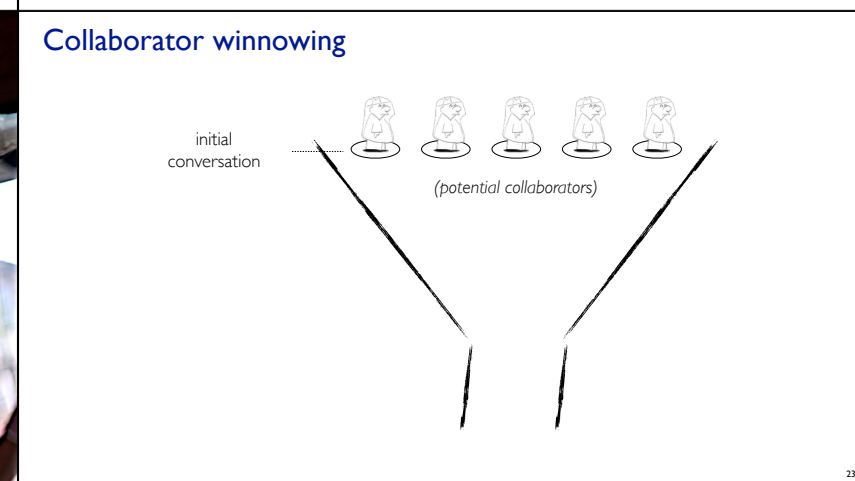 Collaborator winnowing
initial
conversation
(potential collaborators)
23